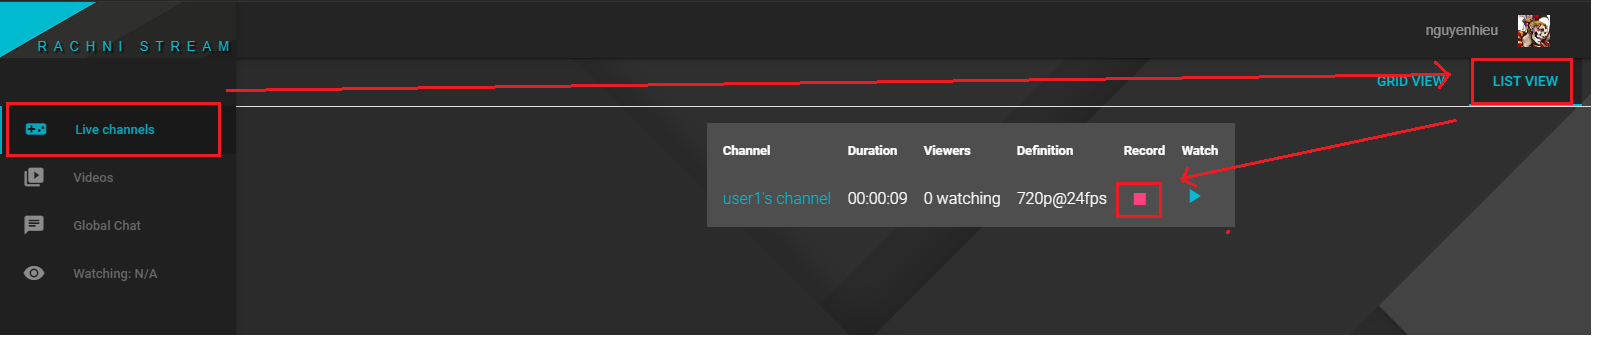 nguyenhieu
RACHNI STREAM
GRID VIEW LIST VIEW
Live channels
Videos
Global Chat
Watching: N/A
Channel Duration Viewers Definition Record Watch
user1's channel 00:00:09 0 watching 720p@24fps